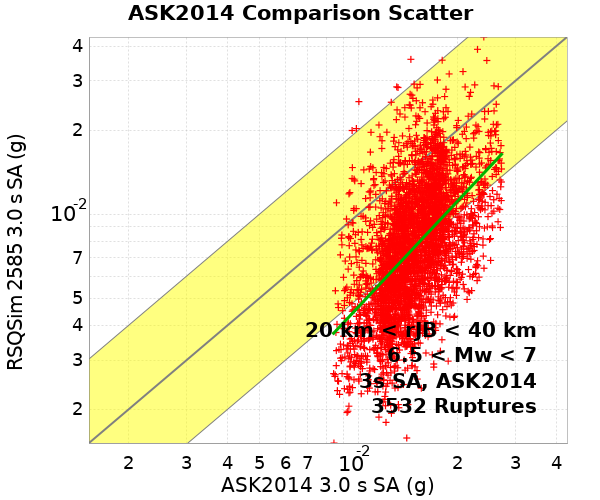 ASK2014 Comparison Scatter
RSQSim 2585 3.0 s SA (g)
4
3
2
10-2
7
5
4
3
2
20 km < rJB < 40 km
6.5 < Mw < 7
3s SA, ASK2014
3532 Ruptures
2 3 4 5 6 7 10-2 2 3 4
ASK2014 3.0 s SA (g)